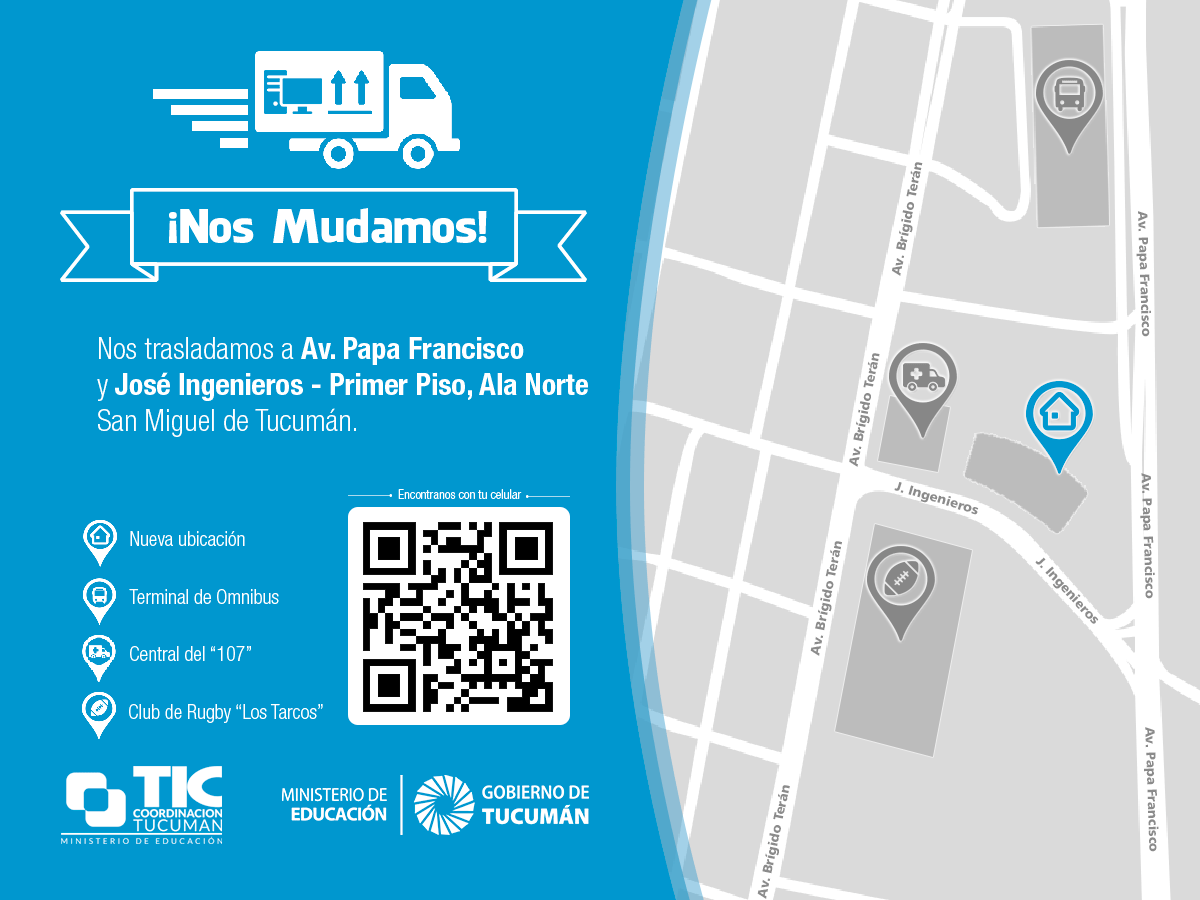 ¡Nos Mudamos!
Nos trasladamos a Av. Papa Francisco
y José Ingenieros - Primer Piso, Ala Norte
San Miguel de Tucumán.
Encontranos con tu celular
Nueva ubicación
Terminal de Omnibus
Central del “107”
Club de Rugby “Los Tarcos”
TIC
COORDINACION
TUCUMAN
MINISTERIO DE EDUCACIÓN
MINISTERIO DE
EDUCACIÓN
GOBIERNO DE
TUCUMÁN
Av. Brígido Terán
Av. Papa Francisco
Av. Brígido Terán
J. Ingenieros
Av. Papa Francisco
J. Ingenieros
Av. Brígido Terán
Av. Papa Francisco
Av. Brígido Terán